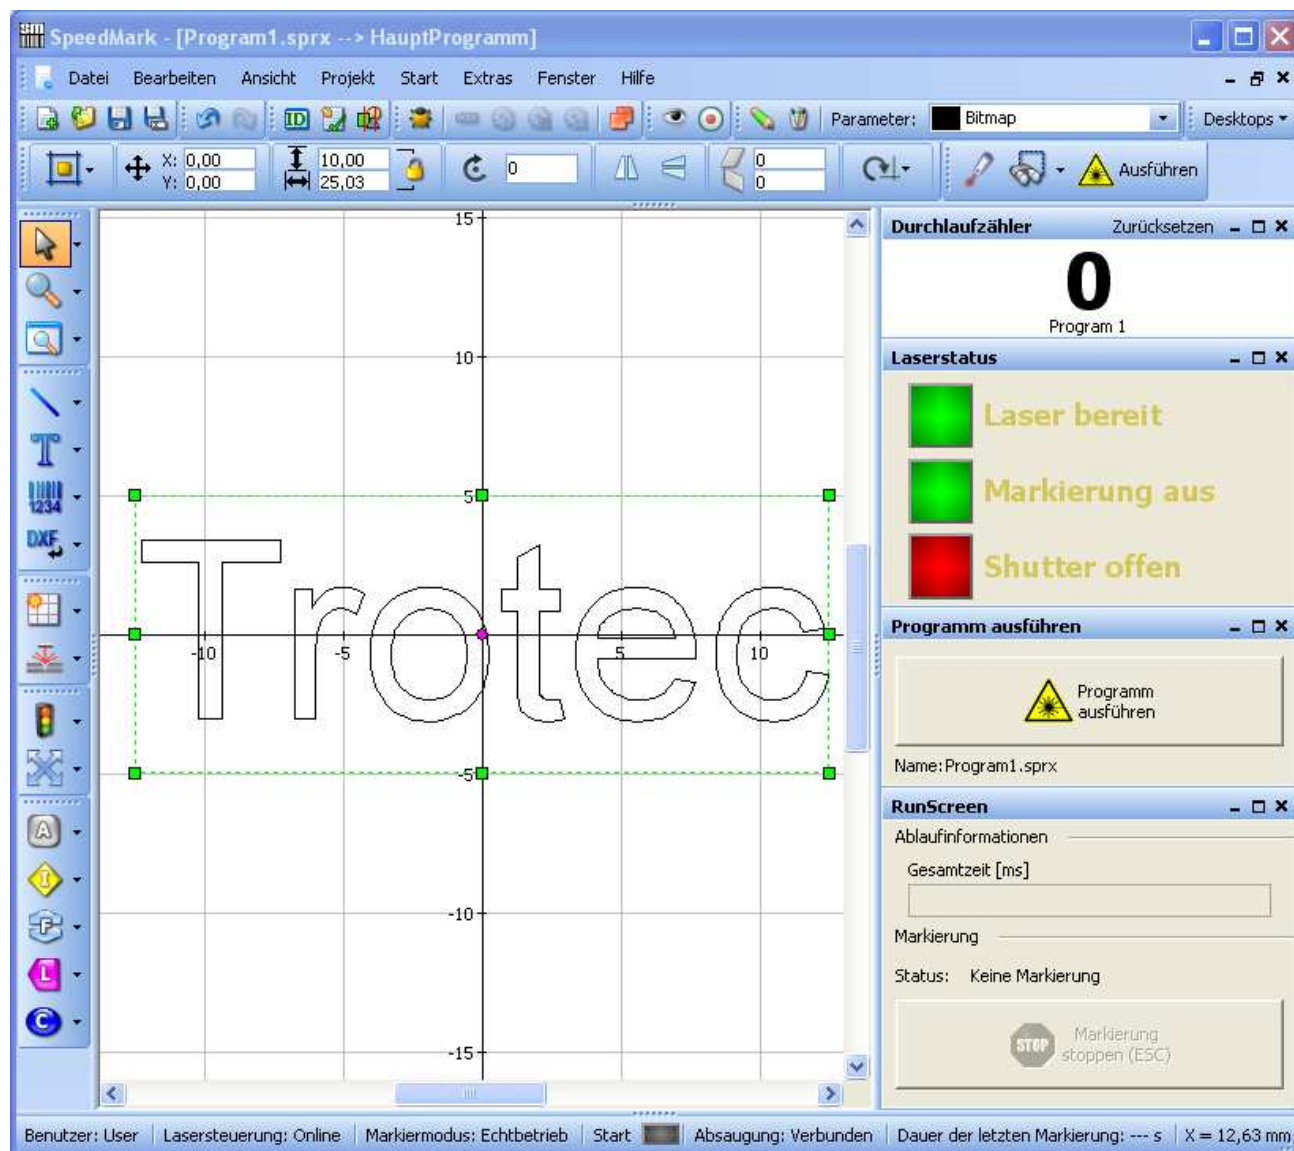 SpeedMark - [Program1.sprx --> HauptProgramm]
Datei Bearbeiten Ansicht Projekt Start Extras Fenster Hilfe
ID Parameter: Bitmap Desktops
X: 0,00 10,00 0 0 Ausführen
Y: 0,00 25,03 0
Durchlaufzähler Zurücksetzen
0
Program 1
Laserstatus
Laser bereit
Markierung aus
Shutter offen
Programm ausführen
Programm
ausführen
Name:Program1.sprx
RunScreen
Ablaufinformationen
Gesamtzeit [ms]
Markierung
Status: Keine Markierung
STOP Markierung
stoppen (ESC)
T
1234
DXF
A
I
F
L
C
15
10
5
Trotec
-10 -5 5 10
-5
-10
-15
Benutzer: User Lasersteuerung: Online Markiermodus: Echtbetrieb Start Absaugung: Verbunden Dauer der letzten Markierung: --- s X = 12,63 mm